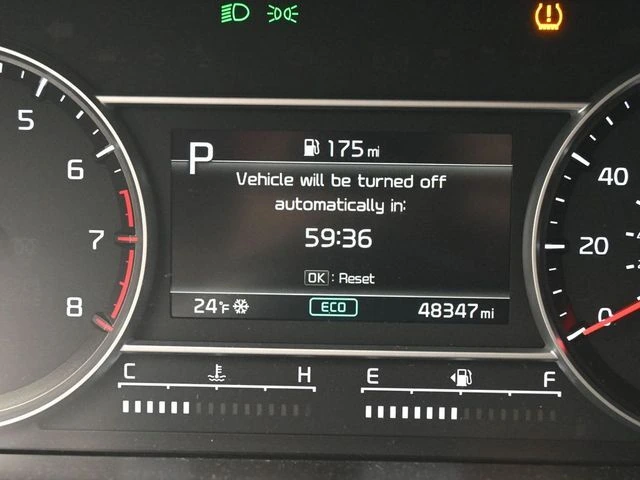 P
175 mi
Vehicle will be turned off
automatically in:
59:36
OK : Reset
24°F ECO 48347 mi
5
6
7
8
40
20
0
C H
E F